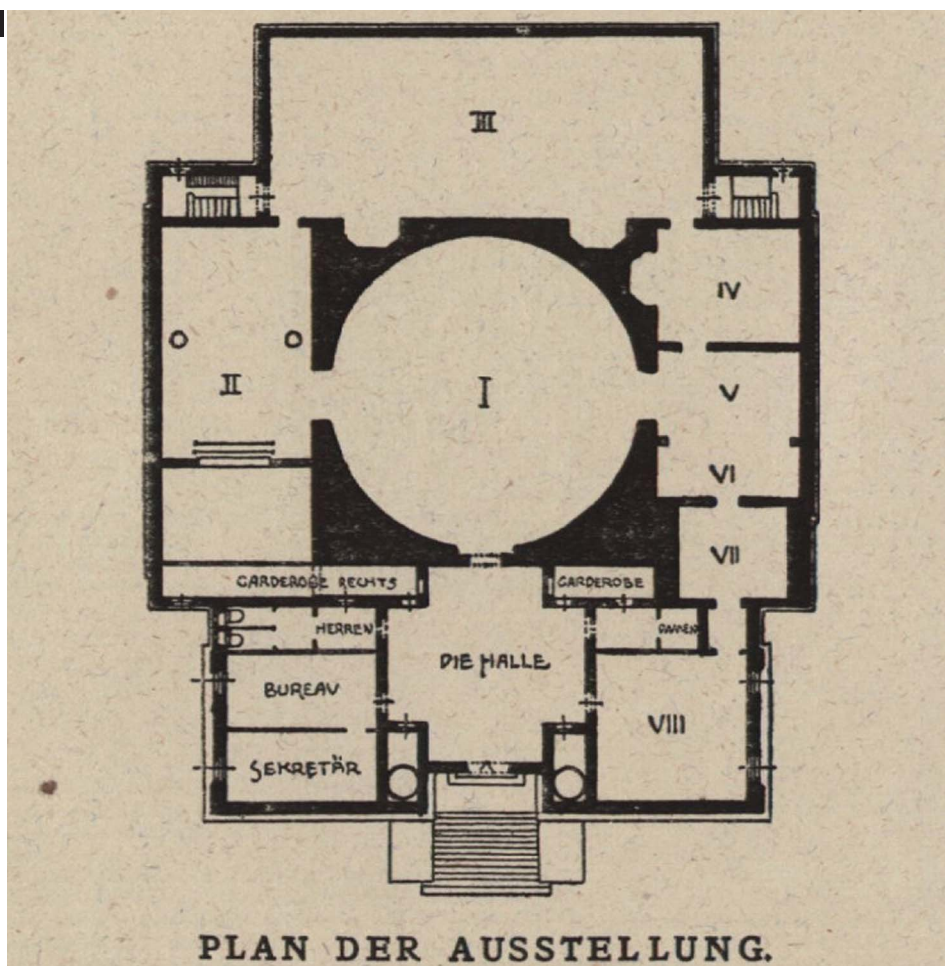 III
IV
II
I
V
VI
VII
GARDEROBE RECHTS
GARDEROBE
HERREN
DAMEN
DIE HALLE
BUREAU
VIII
SEKRETÄR
PLAN DER AUSSTELLUNG.